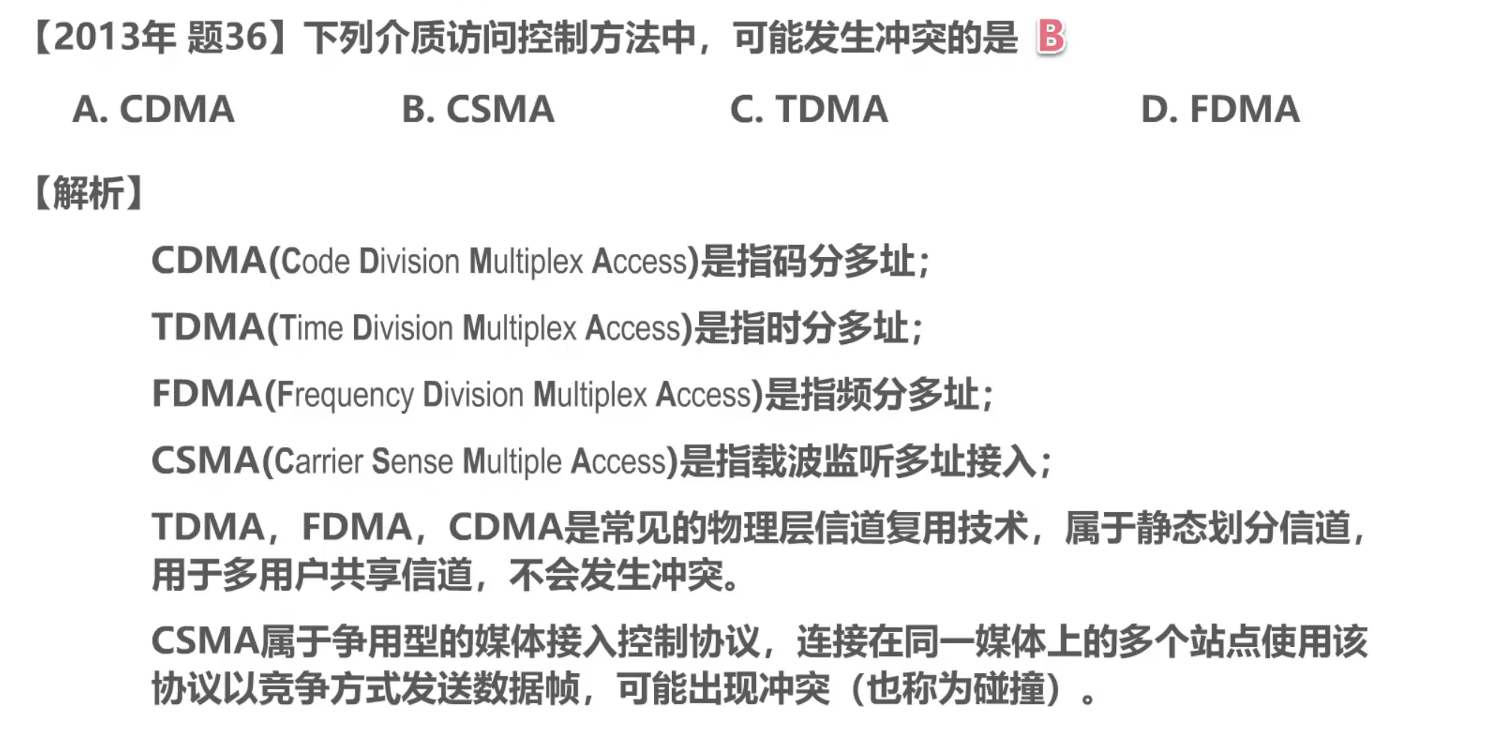 【2013年 题36】下列介质访问控制方法中，可能发生冲突的是 B
A. CDMA B. CSMA C. TDMA D. FDMA
【解析】
CDMA(Code Division Multiplex Access)是指码分多址；
TDMA(Time Division Multiplex Access)是指时分多址；
FDMA(Frequency Division Multiplex Access)是指频分多址；
CSMA(Carrier Sense Multiple Access)是指载波监听多址接入；
TDMA，FDMA，CDMA是常见的物理层信道复用技术，属于静态划分信道，
用于多用户共享信道，不会发生冲突。
CSMA属于争用型的媒体接入控制协议，连接在同一媒体上的多个站点使用该
协议以竞争方式发送数据帧，可能出现冲突（也称为碰撞）。